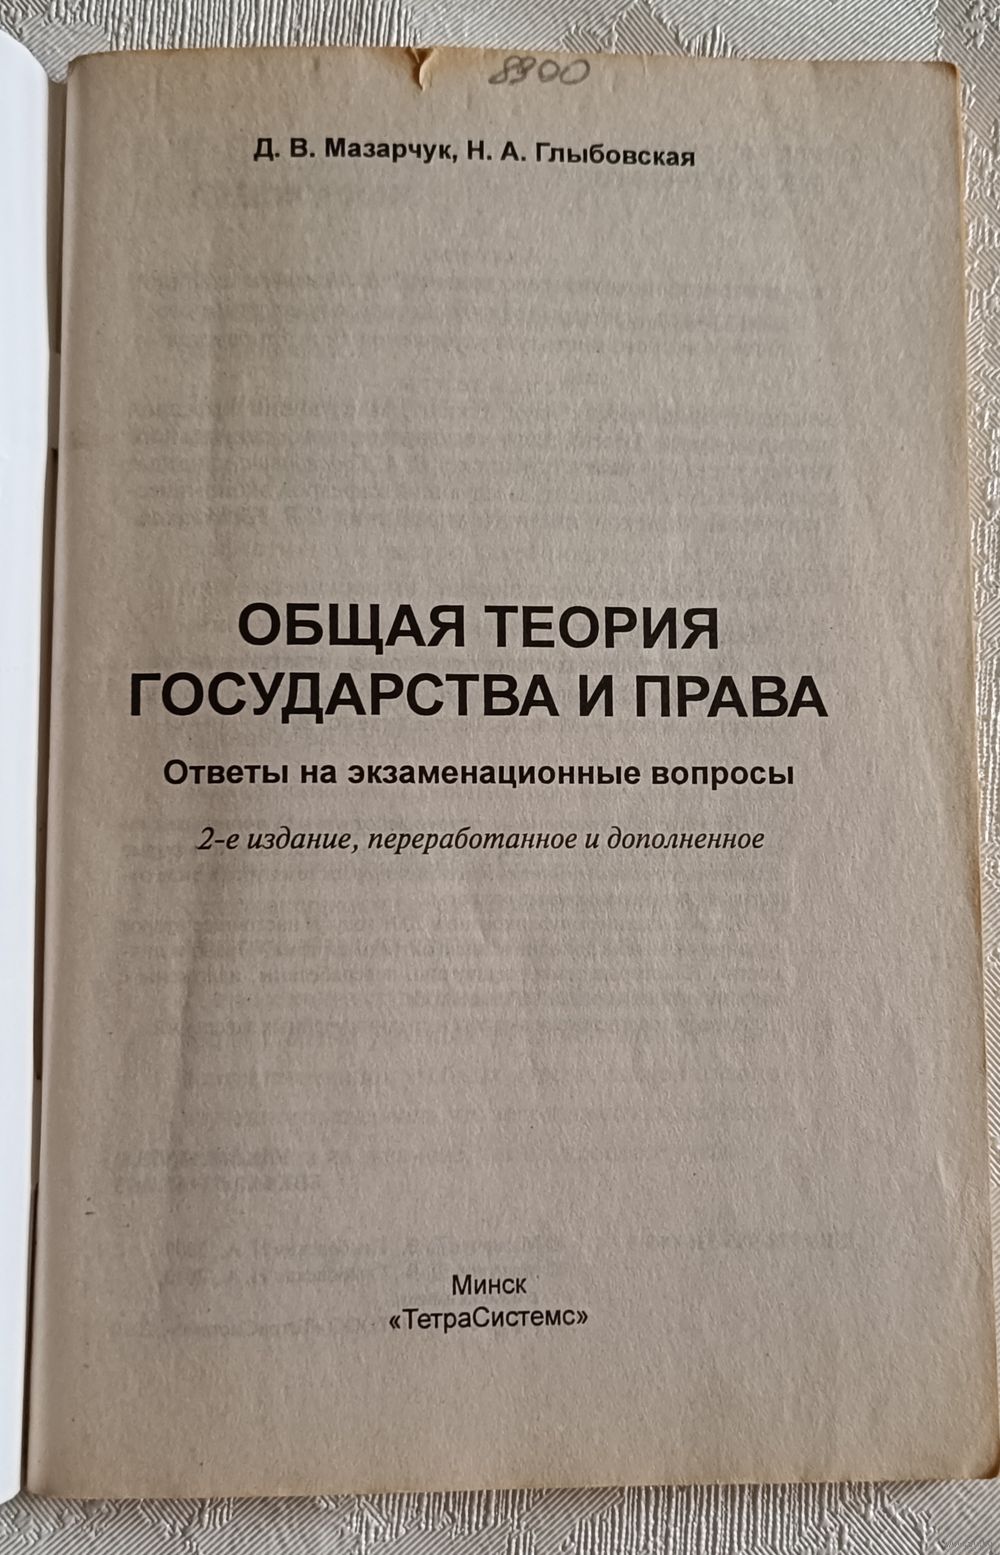 8900
Д. В. Мазарчук, Н. А. Глыбовская
ОБЩАЯ ТЕОРИЯ
ГОСУДАРСТВА И ПРАВА
Ответы на экзаменационные вопросы
2-е издание, переработанное и дополненное
Минск
«ТетраСистемс»